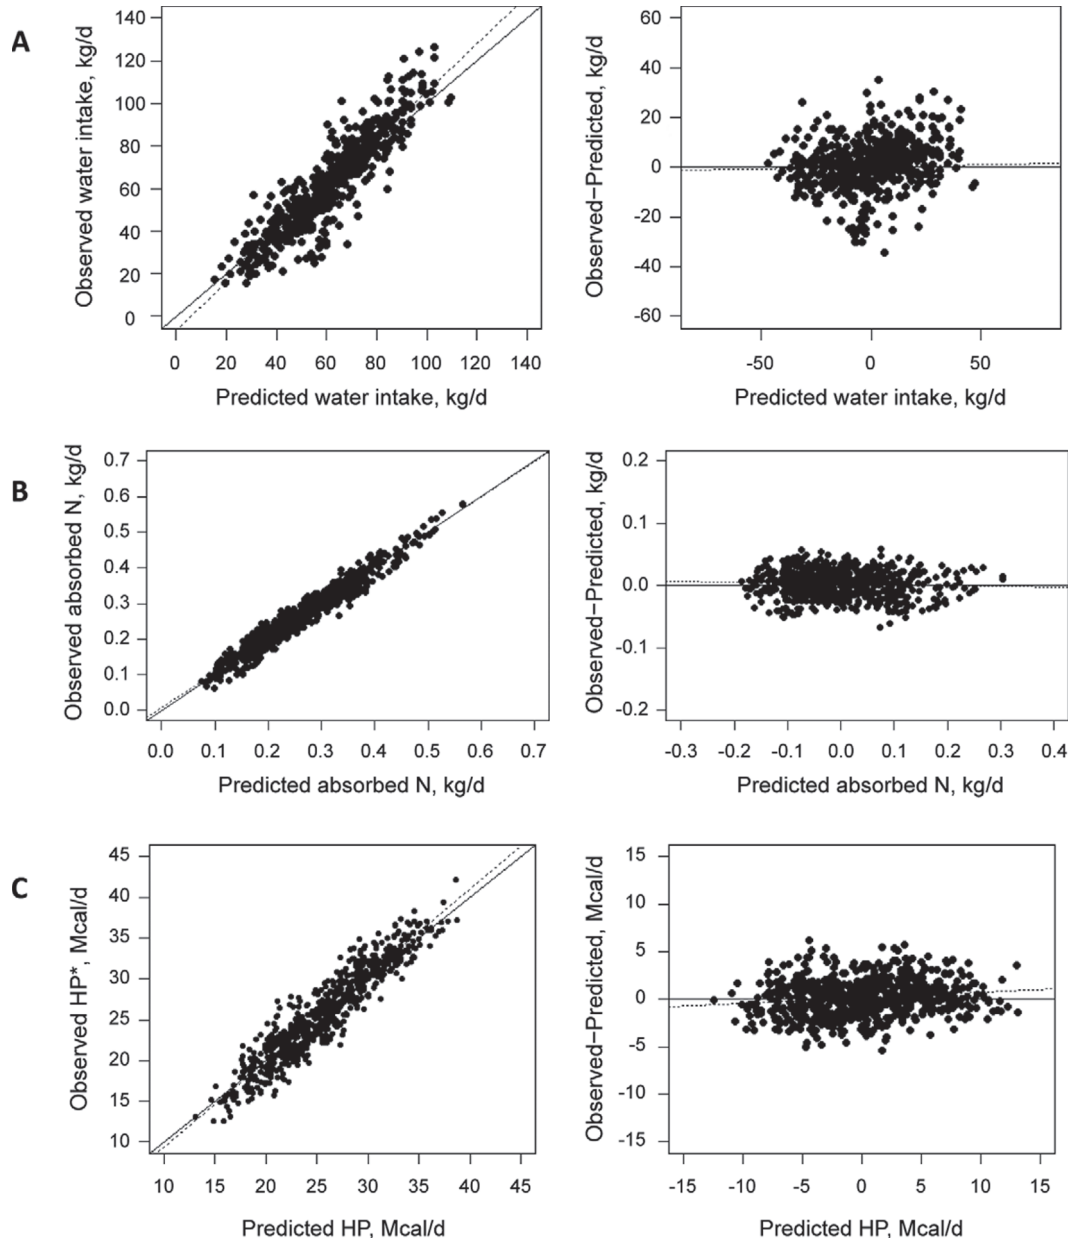 A
Observed water intake, kg/d
140
120
100
80
60
40
20
0
0 20 40 60 80 100 120 140
Predicted water intake, kg/d
Observed−Predicted, kg/d
60
40
20
0
-20
-40
-60
-50 0 50
Predicted water intake, kg/d
B
Observed absorbed N, kg/d
0.7
0.6
0.5
0.4
0.3
0.2
0.1
0.0
0.0 0.1 0.2 0.3 0.4 0.5 0.6 0.7
Predicted absorbed N, kg/d
Observed−Predicted, kg/d
0.2
0.1
0.0
-0.1
-0.2
-0.3 -0.2 -0.1 0.0 0.1 0.2 0.3 0.4
Predicted absorbed N, kg/d
C
Observed HP*, Mcal/d
45
40
35
30
25
20
15
10
10 15 20 25 30 35 40 45
Predicted HP, Mcal/d
Observed−Predicted, Mcal/d
15
10
5
0
-5
-10
-15
-15 -10 -5 0 5 10 15
Predicted HP, Mcal/d